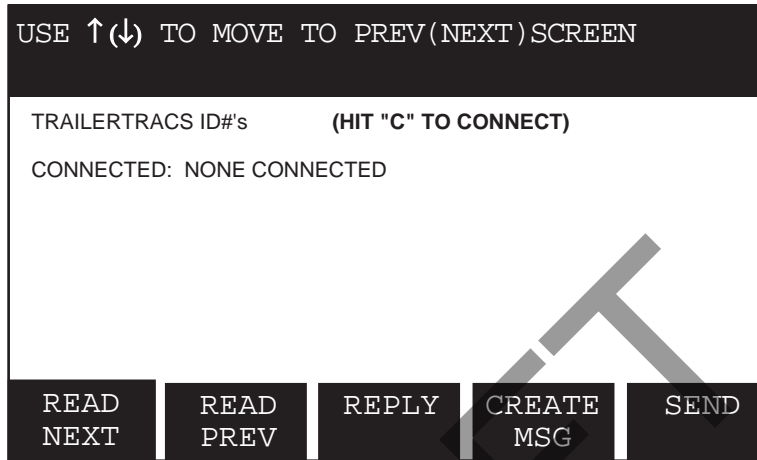 USE ↑(↓) TO MOVE TO PREV(NEXT)SCREEN
TRAILERTRACS ID#'s (HIT "C" TO CONNECT)
CONNECTED: NONE CONNECTED
READ NEXT
READ PREV
REPLY
CREATE MSG
SEND